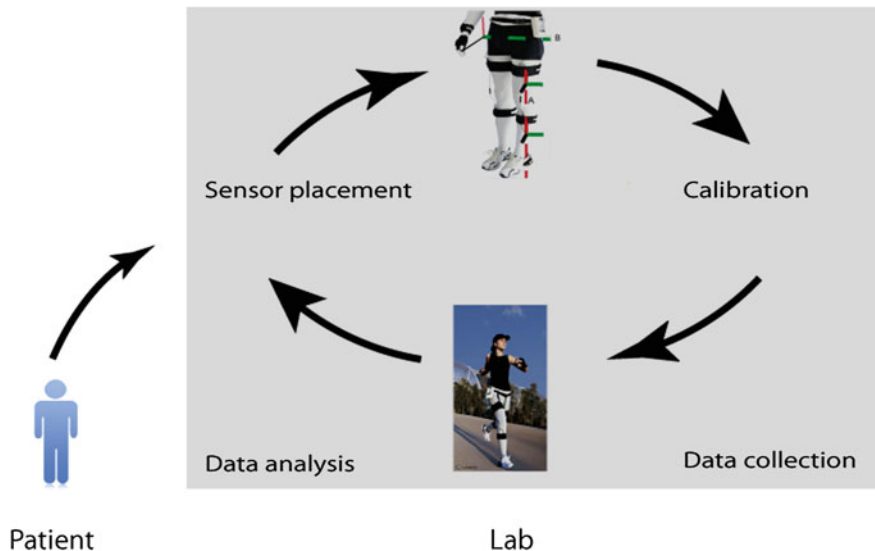 B
A
Sensor placement
Calibration
Data analysis
Data collection
Patient
Lab